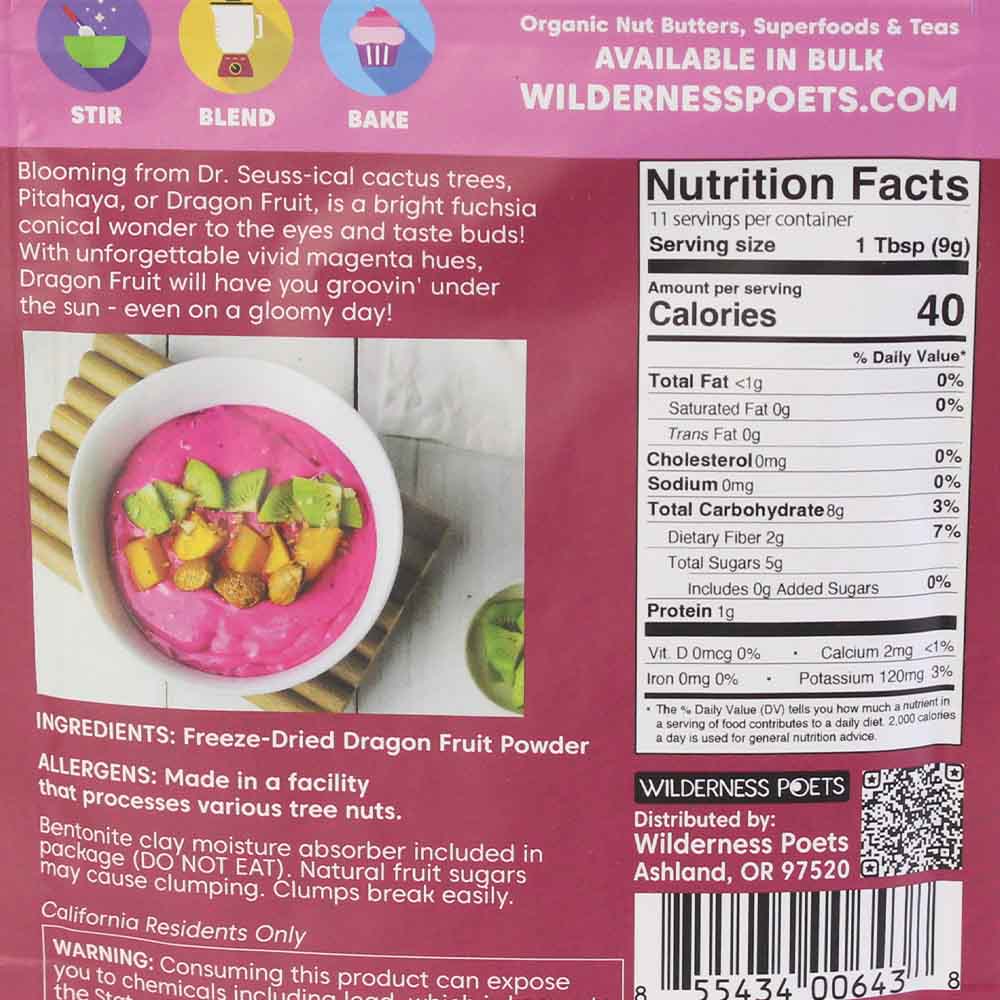 STIR
BLEND
BAKE
Organic Nut Butters, Superfoods & Teas
AVAILABLE IN BULK
WILDERNESSPOETS.COM
Blooming from Dr. Seuss-ical cactus trees,
Pitahaya, or Dragon Fruit, is a bright fuchsia
conical wonder to the eyes and taste buds!
With unforgettable vivid magenta hues,
Dragon Fruit will have you groovin' under
the sun - even on a gloomy day!
INGREDIENTS: Freeze-Dried Dragon Fruit Powder
ALLERGENS: Made in a facility
that processes various tree nuts.
Bentonite clay moisture absorber included in
package (DO NOT EAT). Natural fruit sugars
may cause clumping. Clumps break easily.
California Residents Only
WARNING: Consuming this product can expose
you to chemicals including lead, which is
the Stat
Nutrition Facts
11 servings per container
Serving size 1 Tbsp (9g)
Amount per serving
Calories 40
% Daily Value*
Total Fat <1g 0%
Saturated Fat 0g 0%
Trans Fat 0g
Cholesterol 0mg 0%
Sodium 0mg 0%
Total Carbohydrate 8g 3%
Dietary Fiber 2g 7%
Total Sugars 5g
Includes 0g Added Sugars 0%
Protein 1g
Vit. D 0mcg 0% • Calcium 2mg <1%
Iron 0mg 0% • Potassium 120mg 3%
* The % Daily Value (DV) tells you how much a nutrient in
a serving of food contributes to a daily diet. 2,000 calories
a day is used for general nutrition advice.
WILDERNESS POETS
Distributed by:
Wilderness Poets
Ashland, OR 97520
8 55434 00643 8